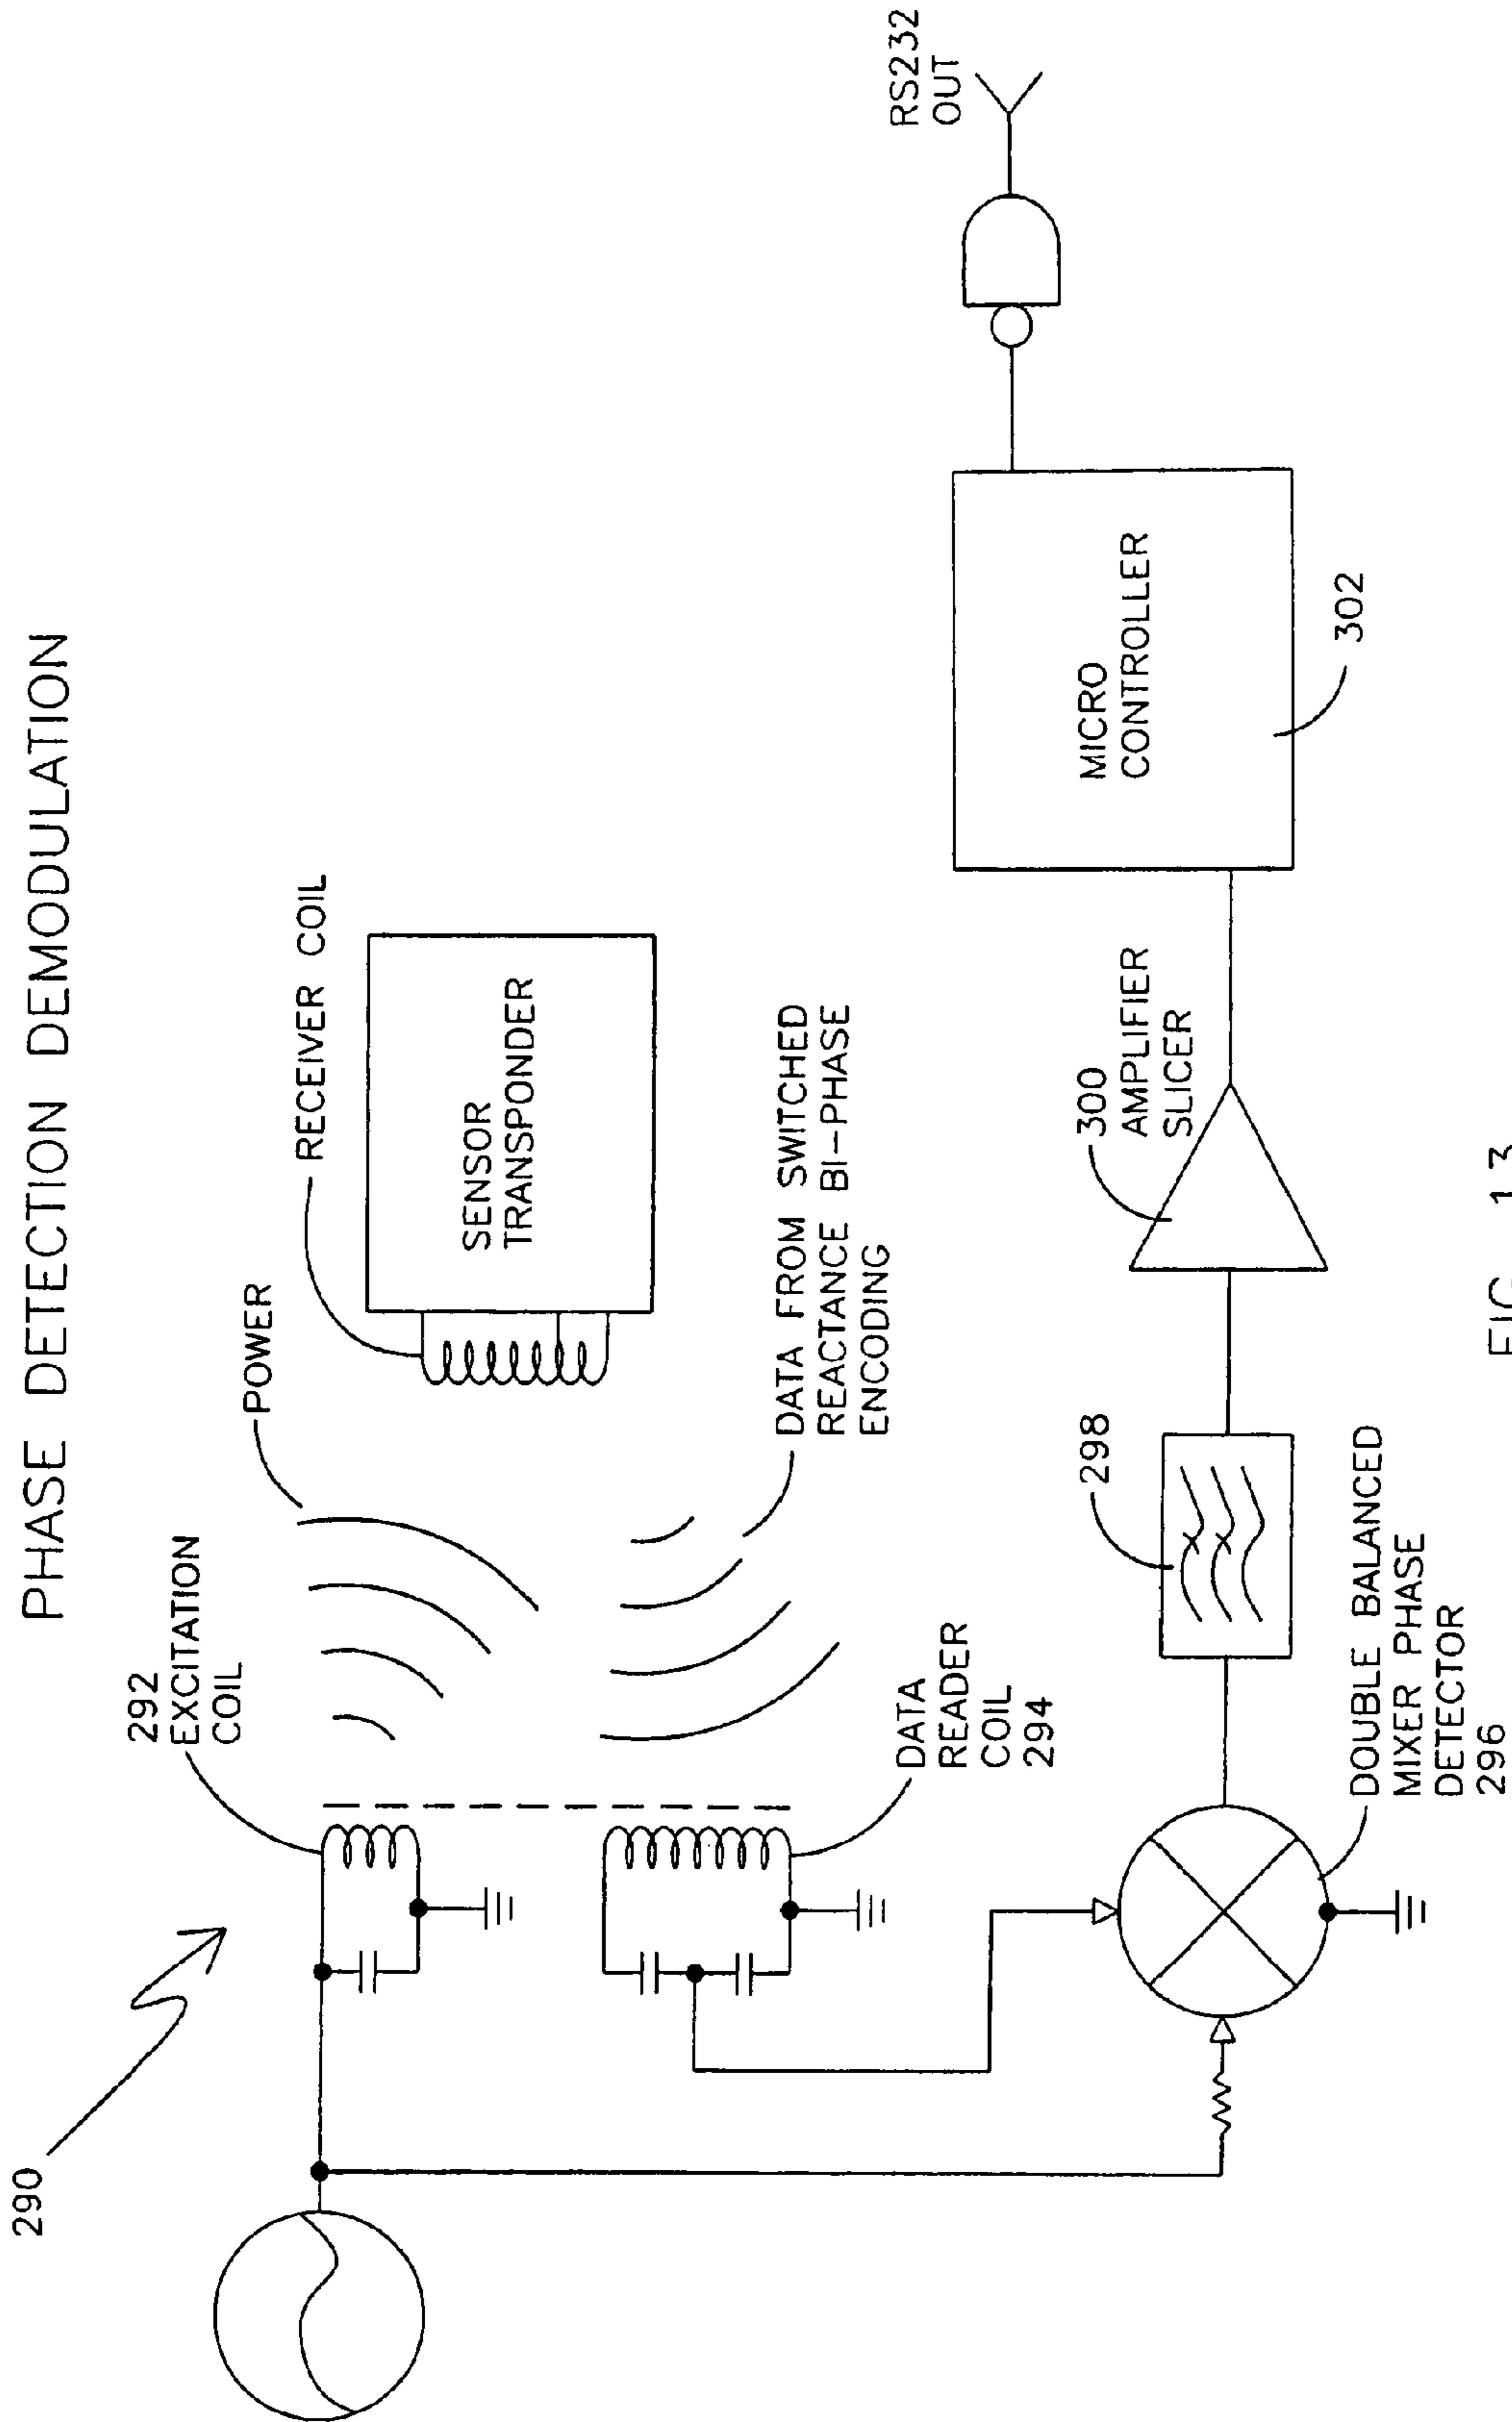 PHASE DETECTION DEMODULATION
290
292
EXCITATION
COIL
POWER
RECEIVER COIL
SENSOR
TRANSPONDER
DATA FROM SWITCHED
REACTANCE BI-PHASE
ENCODING
DATA
READER
COIL
294
RS232
OUT
298
300
AMPLIFIER
SLICER
MICRO
CONTROLLER
302
DOUBLE BALANCED
MIXER PHASE
DETECTOR
296
FIG. 13